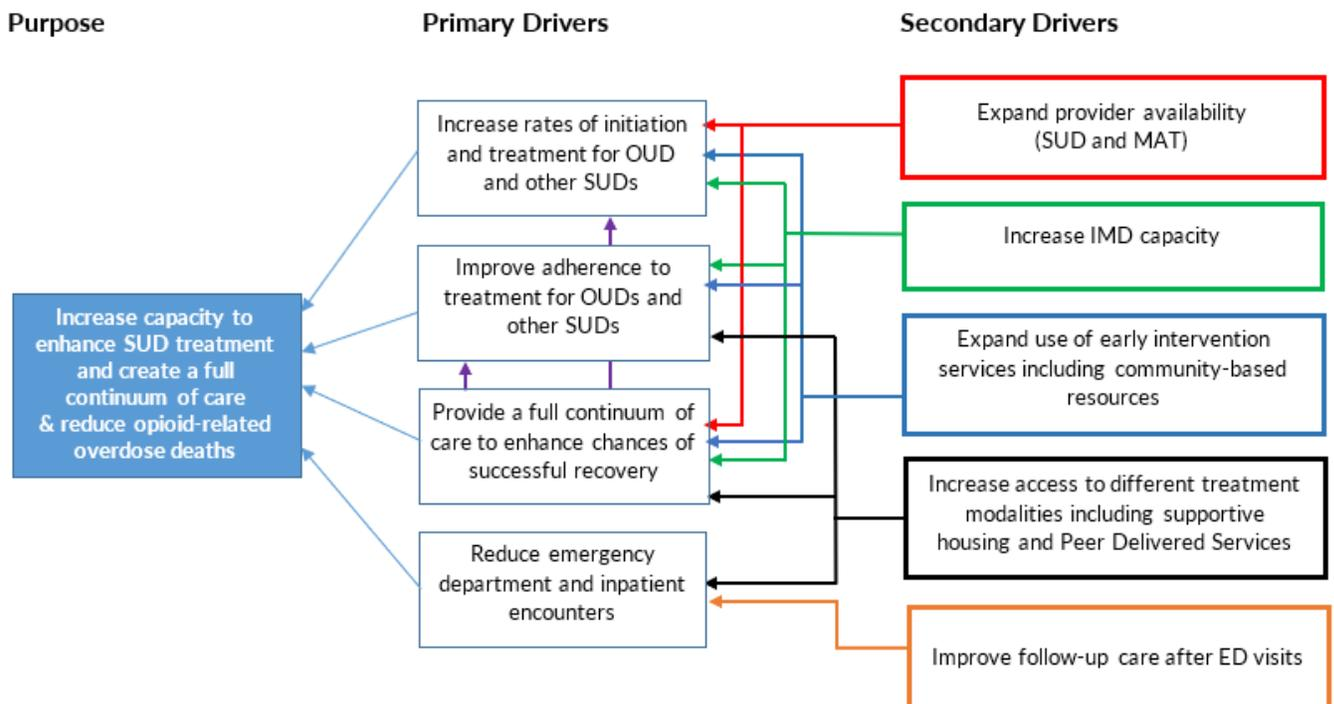 Purpose
Primary Drivers
Secondary Drivers
Increase capacity to
enhance SUD treatment
and create a full
continuum of care
& reduce opioid-related
overdose deaths
Increase rates of initiation
and treatment for OUD
and other SUDs
Improve adherence to
treatment for OUDs and
other SUDs
Provide a full continuum of
care to enhance chances of
successful recovery
Reduce emergency
department and inpatient
encounters
Expand provider availability
(SUD and MAT)
Increase IMD capacity
Expand use of early intervention
services including community-based
resources
Increase access to different treatment
modalities including supportive
housing and Peer Delivered Services
Improve follow-up care after ED visits